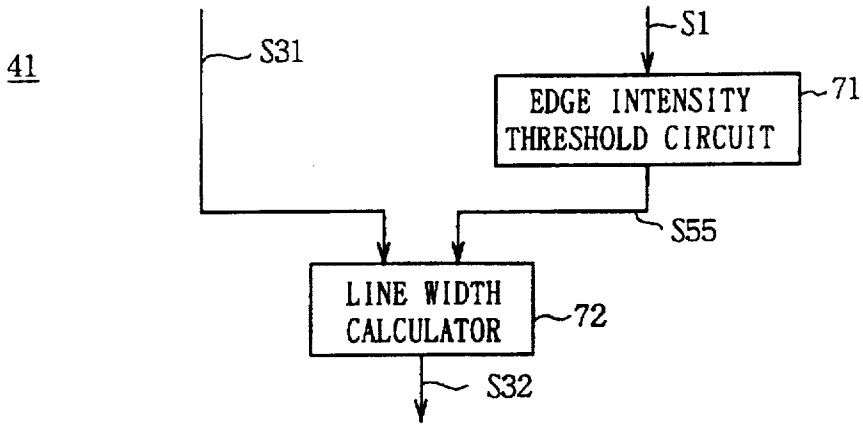 41
S31
S1
EDGE INTENSITY
THRESHOLD CIRCUIT
71
S55
LINE WIDTH
CALCULATOR
72
S32